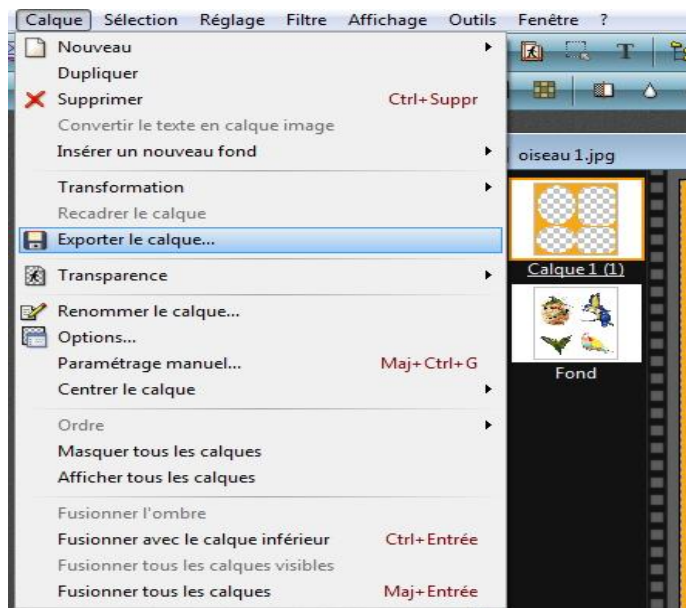 Calque Sélection Réglage Filtre Affichage Outils Fenêtre ?
Nouveau
Dupliquer
Supprimer Ctrl+Suppr
Convertir le texte en calque image
Insérer un nouveau fond
Transformation
Recadrer le calque
Exporter le calque...
Transparence
Renommer le calque...
Options...
Paramétrage manuel... Maj+Ctrl+G
Centrer le calque
Ordre
Masquer tous les calques
Afficher tous les calques
Fusionner l'ombre
Fusionner avec le calque inférieur Ctrl+Entrée
Fusionner tous les calques visibles
Fusionner tous les calques Maj+Entrée
T
oiseau 1.jpg
Calque 1 (1)
Fond